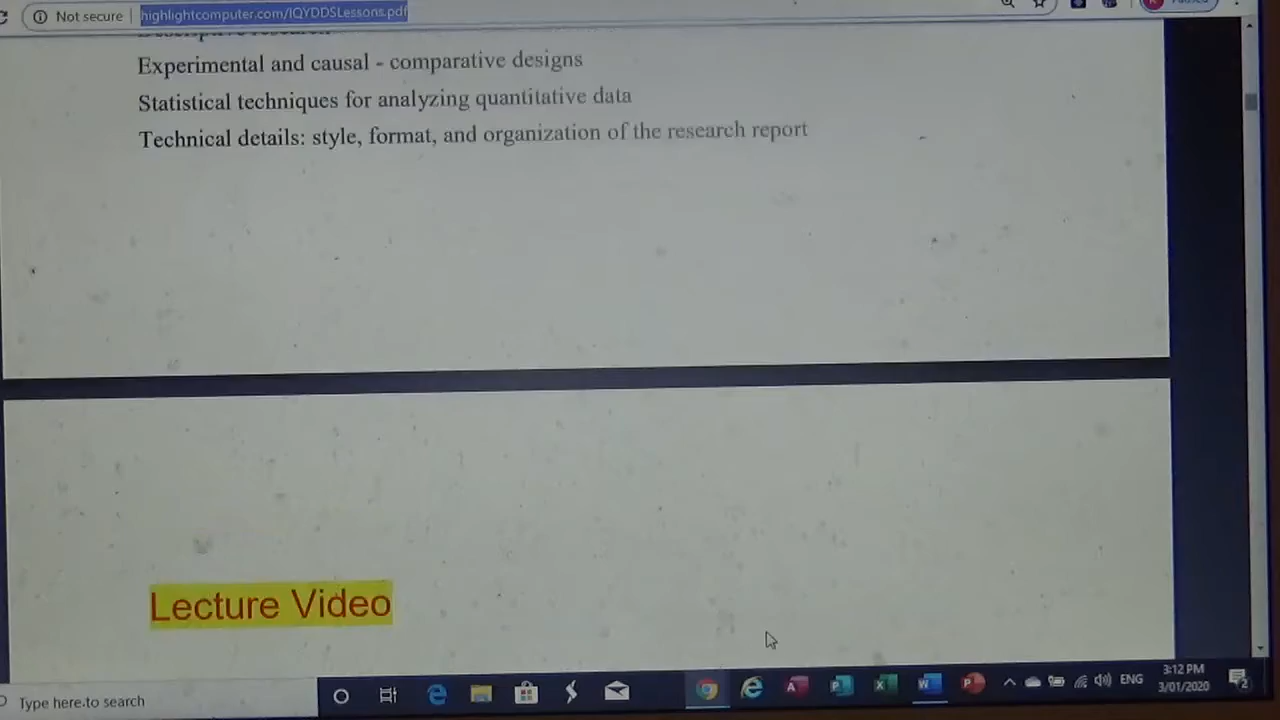 Not secure
highlightcomputer.com/IQYDDSLessons.pdf
Experimental and causal - comparative designs
Statistical techniques for analyzing quantitative data
Technical details: style, format, and organization of the research report
Lecture Video
Type here to search
ENG
3:12 PM
3/01/2020
2